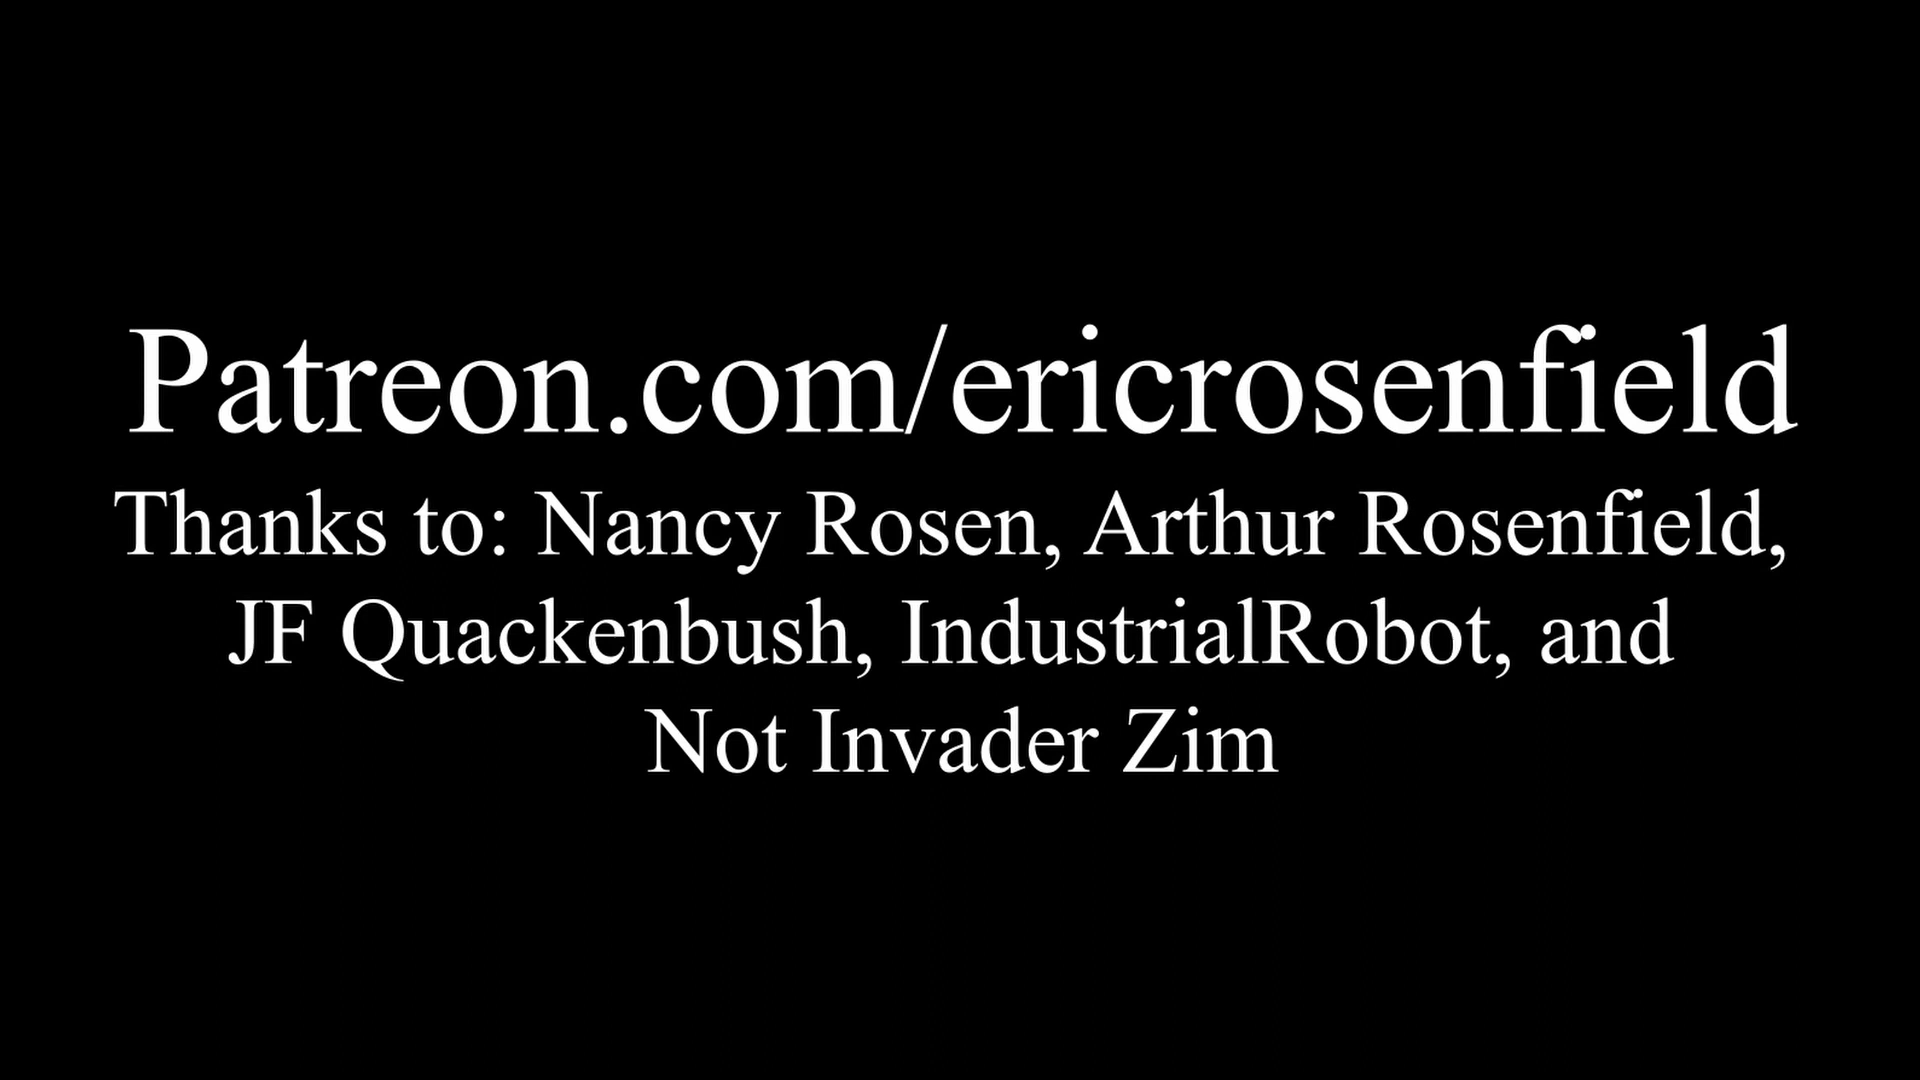 Patreon.com/ericrosenfield
Thanks to: Nancy Rosen, Arthur Rosenfield,
JF Quackenbush, IndustrialRobot, and
Not Invader Zim